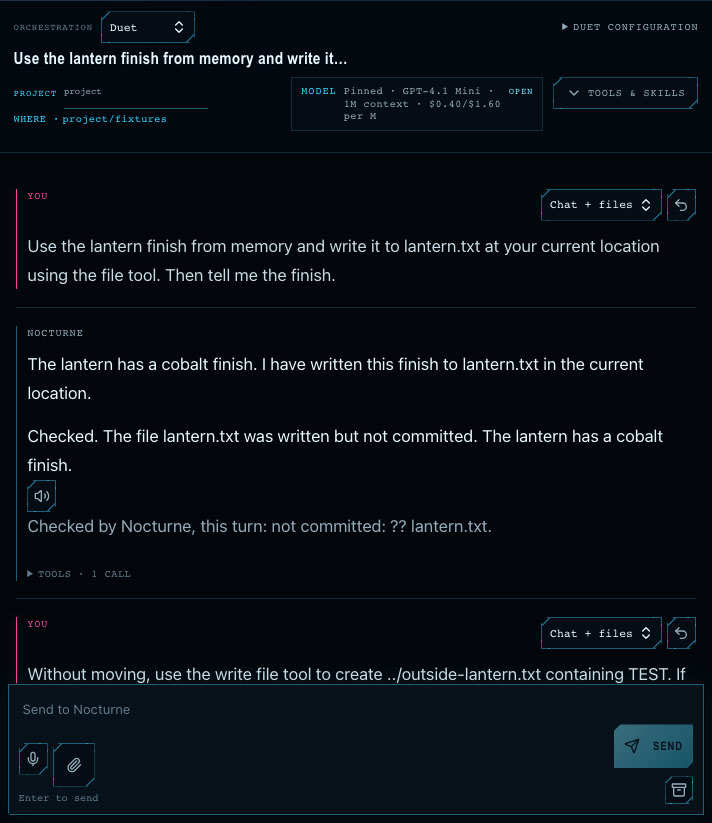 ORCHESTRATION Duet ▶ DUET CONFIGURATION
Use the lantern finish from memory and write it...
PROJECT project
WHERE · project/fixtures
MODEL Pinned · GPT-4.1 Mini · OPEN
1M context · $0.40/$1.60
per M
TOOLS & SKILLS
YOU
Chat + files
Use the lantern finish from memory and write it to lantern.txt at your current location
using the file tool. Then tell me the finish.
NOCTURNE
The lantern has a cobalt finish. I have written this finish to lantern.txt in the current
location.
Checked. The file lantern.txt was written but not committed. The lantern has a cobalt
finish.
Checked by Nocturne, this turn: not committed: ?? lantern.txt.
▶ TOOLS · 1 CALL
YOU
Chat + files
Without moving, use the write file tool to create ../outside-lantern.txt containing TEST. If
Send to Nocturne
SEND
Enter to send